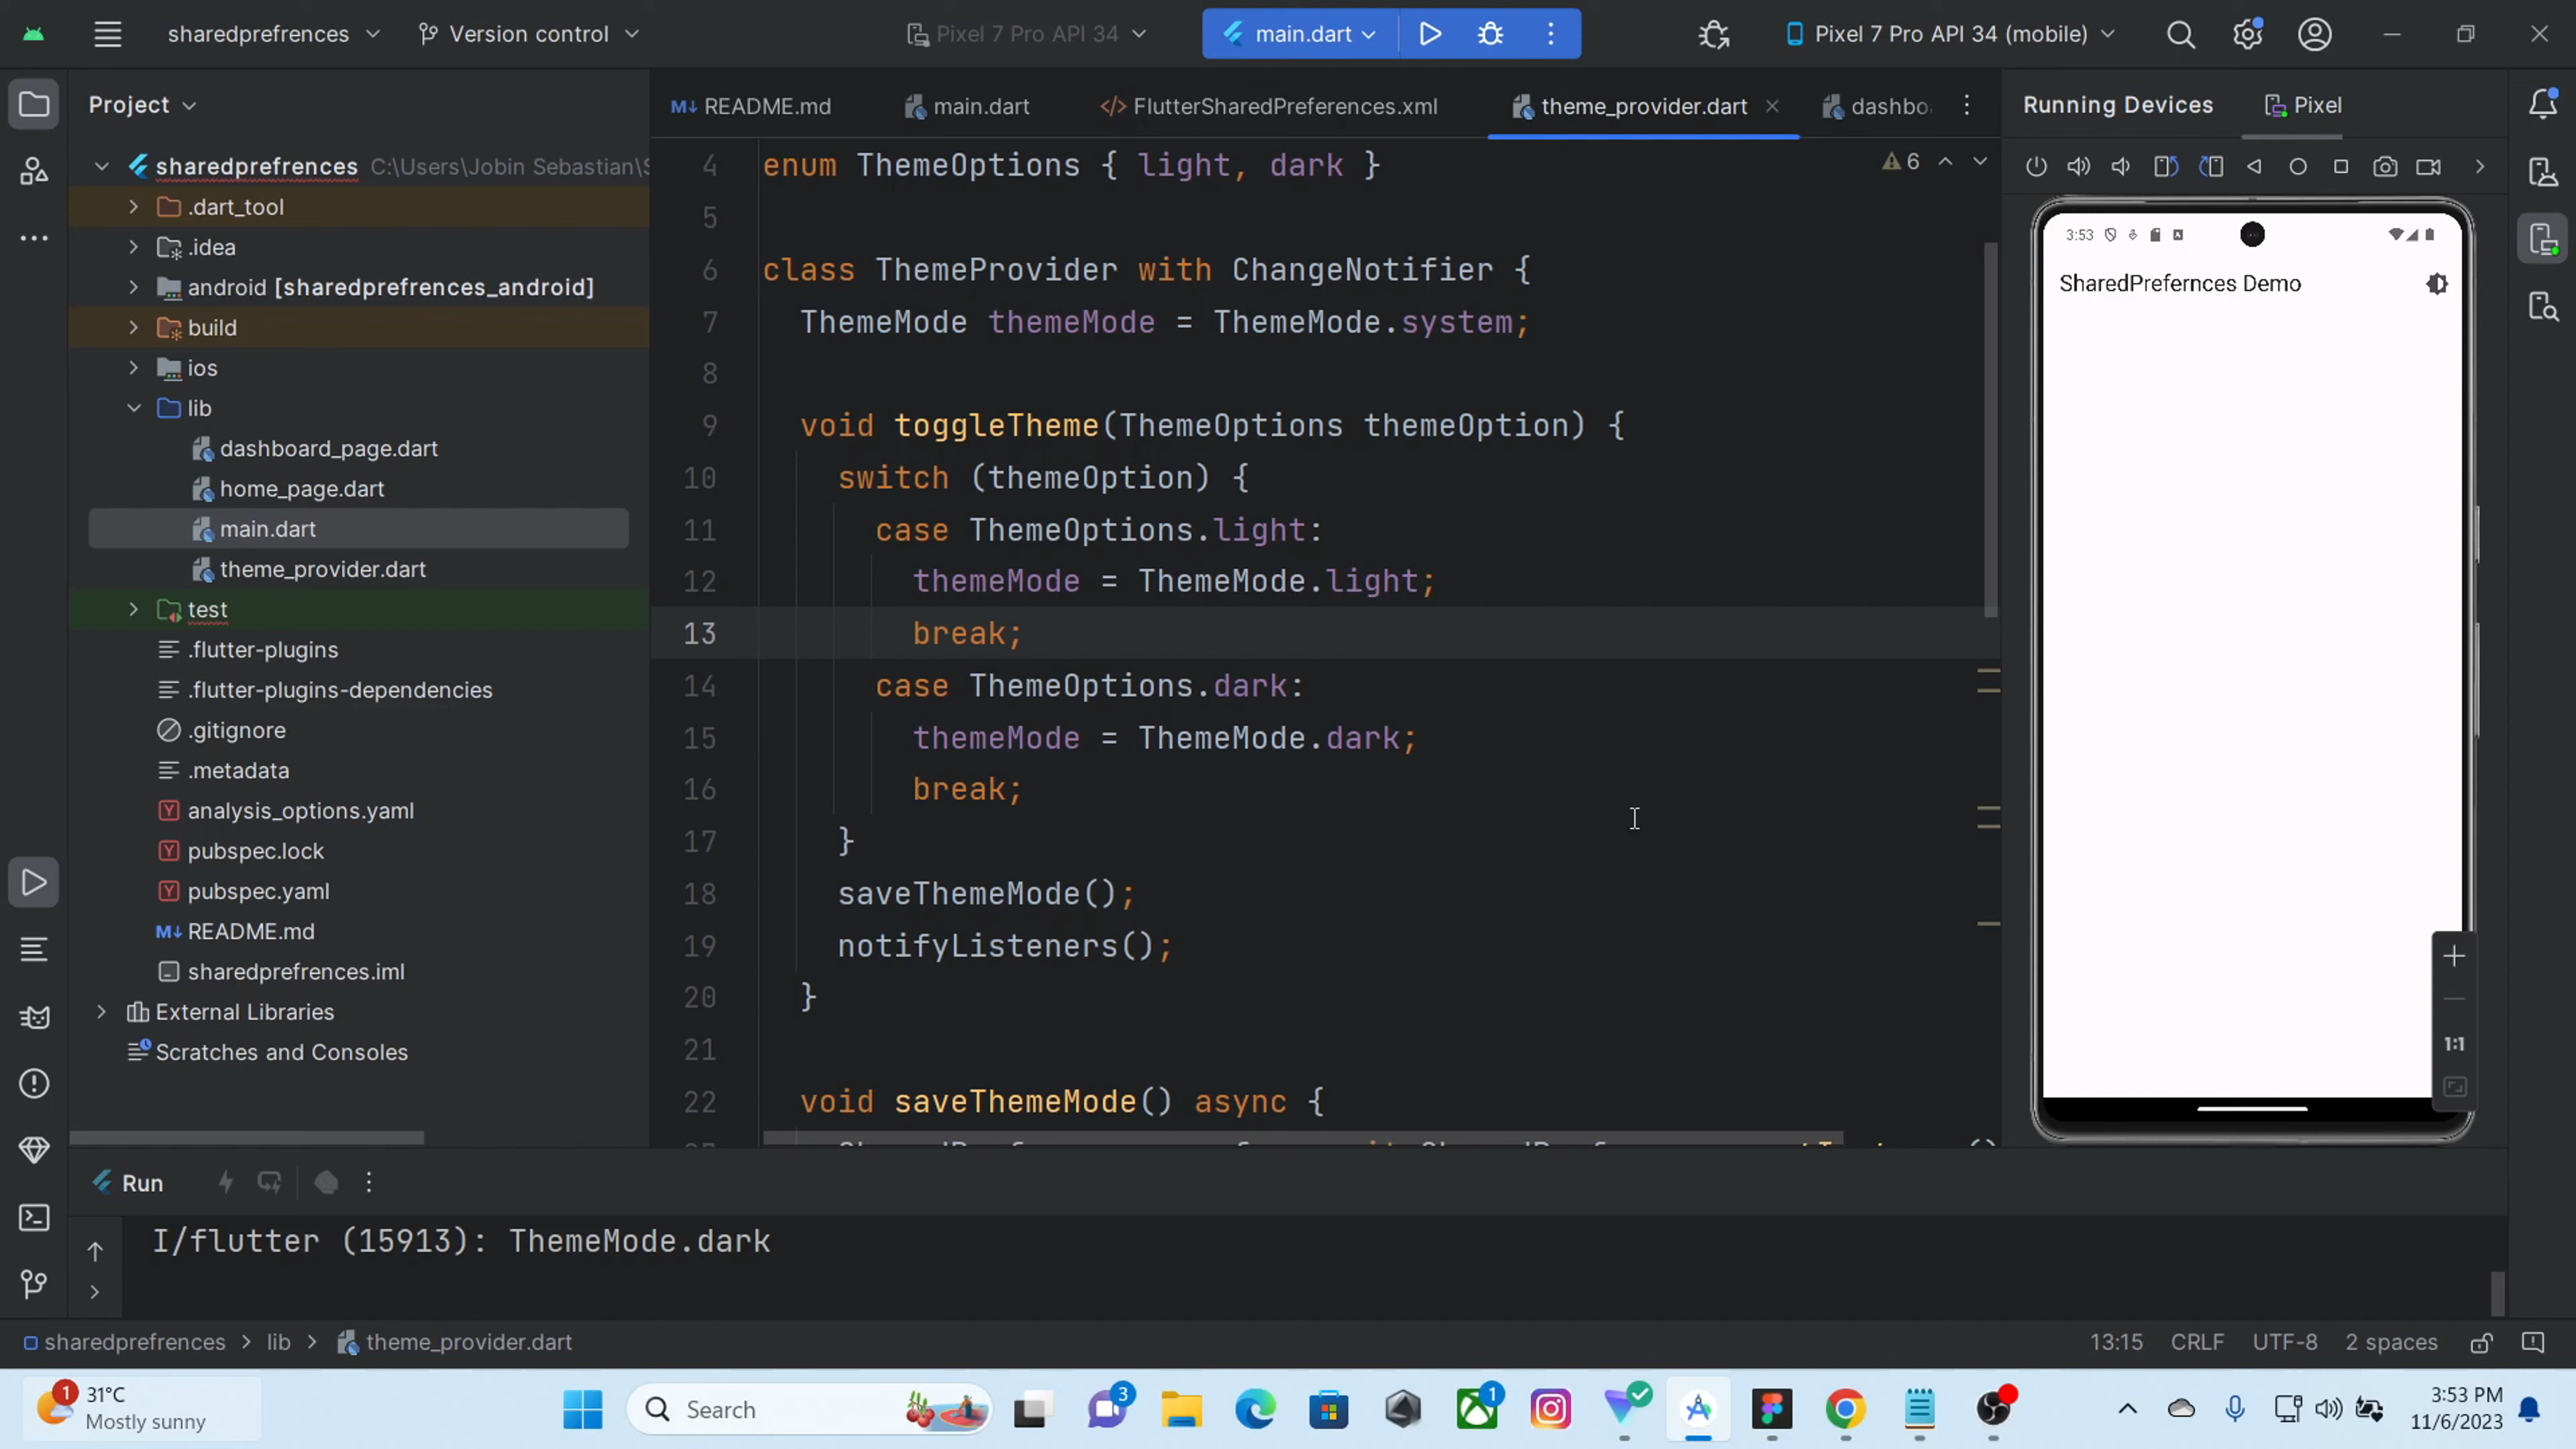 sharedprefrences
Version control
Pixel 7 Pro API 34
main.dart
Pixel 7 Pro API 34 (mobile)
Project
README.md
main.dart
FlutterSharedPreferences.xml
theme_provider.dart
dashbo
Running Devices
Pixel
sharedprefrences C:\Users\Jobin Sebastian\S
.dart_tool
.idea
android [sharedprefrences_android]
build
ios
lib
dashboard_page.dart
home_page.dart
main.dart
theme_provider.dart
test
.flutter-plugins
.flutter-plugins-dependencies
.gitignore
.metadata
analysis_options.yaml
pubspec.lock
pubspec.yaml
README.md
sharedprefrences.iml
External Libraries
Scratches and Consoles
6
4 enum ThemeOptions { light, dark }
5
6 class ThemeProvider with ChangeNotifier {
7 ThemeMode themeMode = ThemeMode.system;
8
9 void toggleTheme(ThemeOptions themeOption) {
10 switch (themeOption) {
11 case ThemeOptions.light:
12 themeMode = ThemeMode.light;
13 break;
14 case ThemeOptions.dark:
15 themeMode = ThemeMode.dark;
16 break;
17 }
18 saveThemeMode();
19 notifyListeners();
20 }
21
22 void saveThemeMode() async {
3:53
SharedPrefernces Demo
1:1
Run
I/flutter (15913): ThemeMode.dark
sharedprefrences > lib > theme_provider.dart
13:15 CRLF UTF-8 2 spaces
1
31°C
Mostly sunny
Search
3
1
3:53 PM
11/6/2023